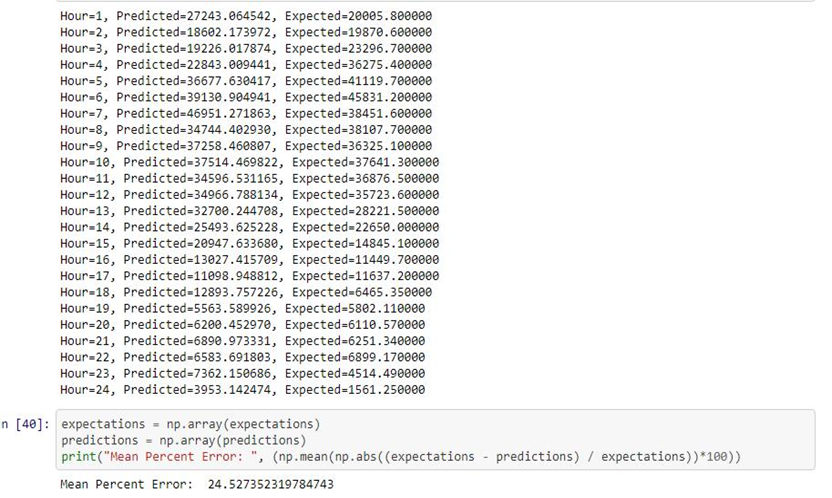 Hour=1, Predicted=27243.064542, Expected=20005.800000
Hour=2, Predicted=18602.173972, Expected=19870.600000
Hour=3, Predicted=19226.017874, Expected=23296.700000
Hour=4, Predicted=22843.009441, Expected=36275.400000
Hour=5, Predicted=36677.630417, Expected=41119.700000
Hour=6, Predicted=39130.904941, Expected=45831.200000
Hour=7, Predicted=46951.271863, Expected=38451.600000
Hour=8, Predicted=34744.402930, Expected=38107.700000
Hour=9, Predicted=37258.460807, Expected=36325.100000
Hour=10, Predicted=37514.469822, Expected=37641.300000
Hour=11, Predicted=34596.531165, Expected=36876.500000
Hour=12, Predicted=34966.788134, Expected=35723.600000
Hour=13, Predicted=32700.244708, Expected=28221.500000
Hour=14, Predicted=25493.625228, Expected=22650.000000
Hour=15, Predicted=20947.633680, Expected=14845.100000
Hour=16, Predicted=13027.415709, Expected=11449.700000
Hour=17, Predicted=11098.948812, Expected=11637.200000
Hour=18, Predicted=12893.757226, Expected=6465.350000
Hour=19, Predicted=5563.589926, Expected=5802.110000
Hour=20, Predicted=6200.452970, Expected=6110.570000
Hour=21, Predicted=6890.973331, Expected=6251.340000
Hour=22, Predicted=6583.691803, Expected=6899.170000
Hour=23, Predicted=7362.150686, Expected=4514.490000
Hour=24, Predicted=3953.142474, Expected=1561.250000
n [40]: expectations = np.array(expectations)
predictions = np.array(predictions)
print("Mean Percent Error: ", (np.mean(np.abs((expectations - predictions) / expectations))*100))
Mean Percent Error:  24.527352319784743